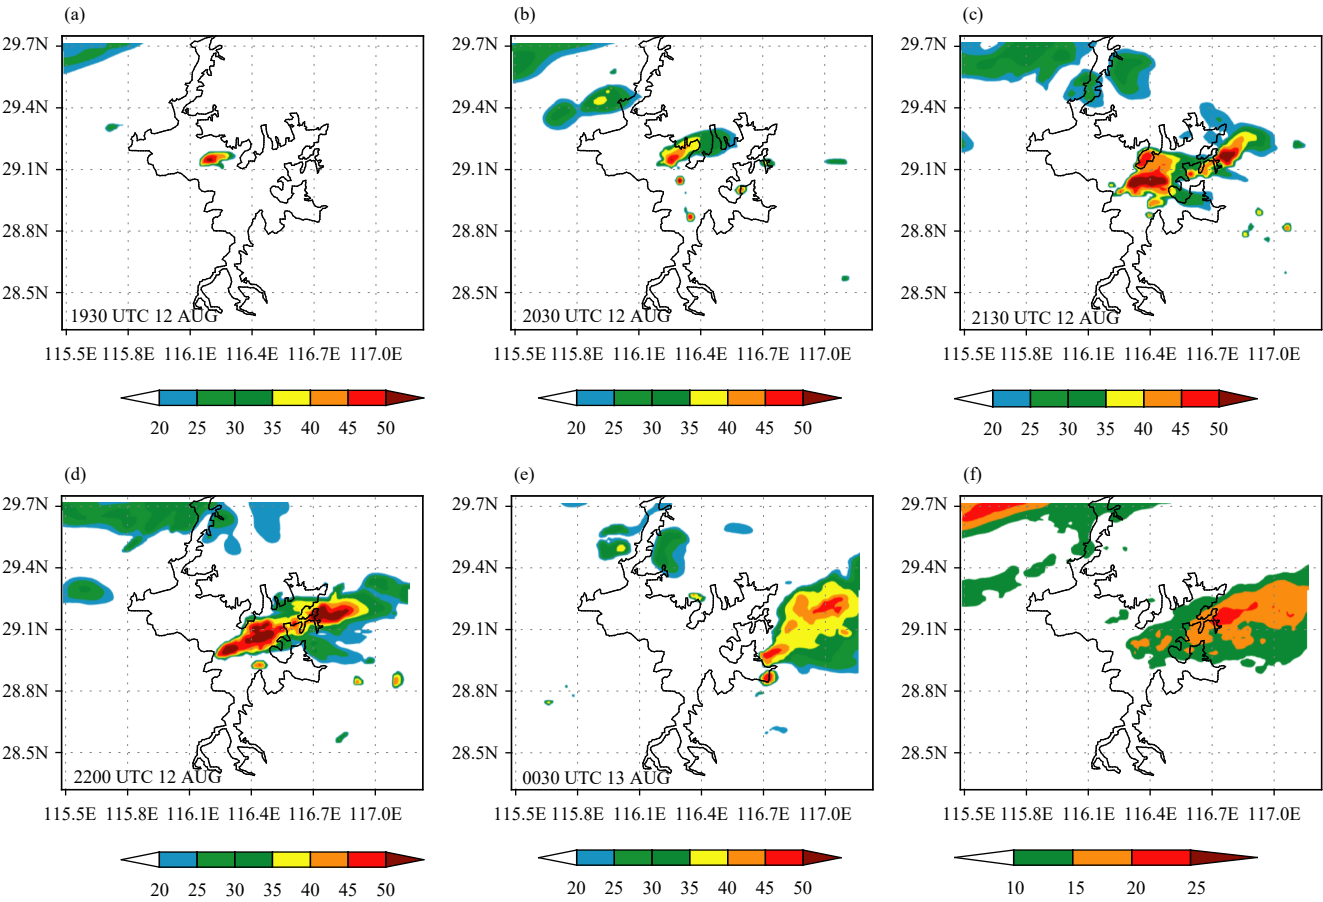 (a)
(b)
(c)
29.7N
29.4N
29.1N
28.8N
28.5N
1930 UTC 12 AUG
115.5E 115.8E 116.1E 116.4E 116.7E 117.0E
20 25 30 35 40 45 50
29.7N
29.4N
29.1N
28.8N
28.5N
2030 UTC 12 AUG
115.5E 115.8E 116.1E 116.4E 116.7E 117.0E
20 25 30 35 40 45 50
29.7N
29.4N
29.1N
28.8N
28.5N
2130 UTC 12 AUG
115.5E 115.8E 116.1E 116.4E 116.7E 117.0E
20 25 30 35 40 45 50
(d)
(e)
(f)
29.7N
29.4N
29.1N
28.8N
28.5N
2200 UTC 12 AUG
115.5E 115.8E 116.1E 116.4E 116.7E 117.0E
20 25 30 35 40 45 50
29.7N
29.4N
29.1N
28.8N
28.5N
0030 UTC 13 AUG
115.5E 115.8E 116.1E 116.4E 116.7E 117.0E
20 25 30 35 40 45 50
29.7N
29.4N
29.1N
28.8N
28.5N
115.5E 115.8E 116.1E 116.4E 116.7E 117.0E
10 15 20 25